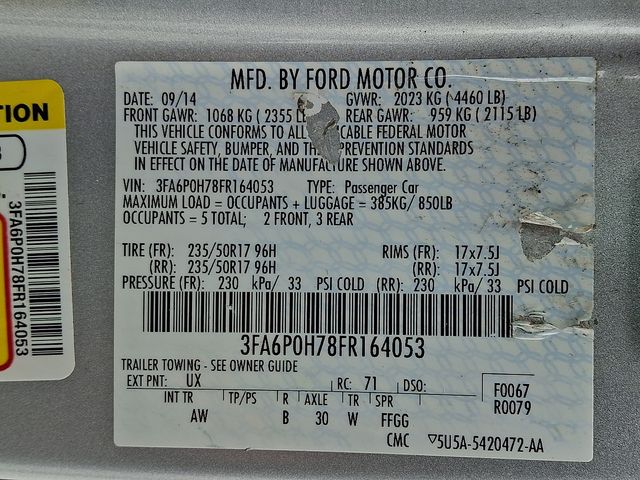 TION
3FA6P0H78FR164053
MFD. BY FORD MOTOR CO.
DATE: 09/14 GVWR: 2023 KG (4460 LB)
FRONT GAWR: 1068 KG (2355 REAR GAWR: 959 KG (2115 LB)
THIS VEHICLE CONFORMS TO ALL FEDERAL MOTOR
VEHICLE SAFETY, BUMPER, AND PREVENTION STANDARDS
IN EFFECT ON THE DATE OF MANUFACTURE SHOWN ABOVE.
VIN: 3FA6P0H78FR164053 TYPE: Passenger Car
MAXIMUM LOAD = OCCUPANTS + LUGGAGE = 385KG/ 850LB
OCCUPANTS = 5 TOTAL; 2 FRONT, 3 REAR
TIRE (FR): 235/50R17 96H RIMS (FR): 17x7.5J
(RR): 235/50R17 96H (RR): 17x7.5J
PRESSURE (FR): 230 kPa/ 33 PSI COLD (RR): 230 kPa/ 33 PSI COLD
3FA6P0H78FR164053
TRAILER TOWING - SEE OWNER GUIDE
EXT PNT: UX RC: 71 DSO: F0067
R0079
INT TR TP/PS R AXLE TR SPR
AW B 30 W FFGG
CMC ▽5U5A-5420472-AA